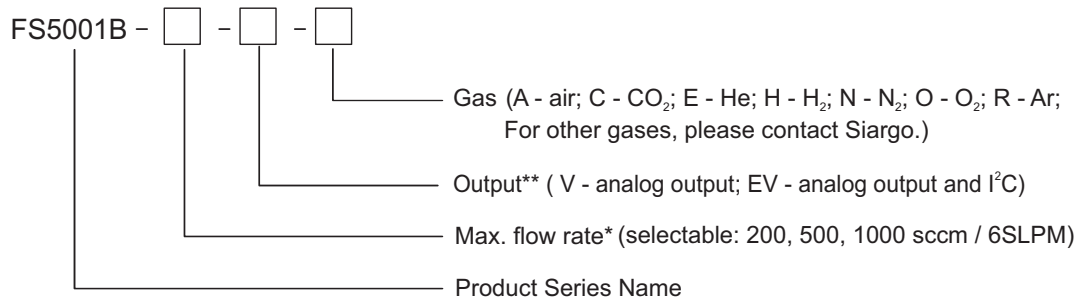 FS5001B - □ - □ - □
Gas (A - air; C - CO₂; E - He; H - H₂; N - N₂; O - O₂; R - Ar;
For other gases, please contact Siargo.)
Output** ( V - analog output; EV - analog output and I²C)
Max. flow rate* (selectable: 200, 500, 1000 sccm / 6SLPM)
Product Series Name